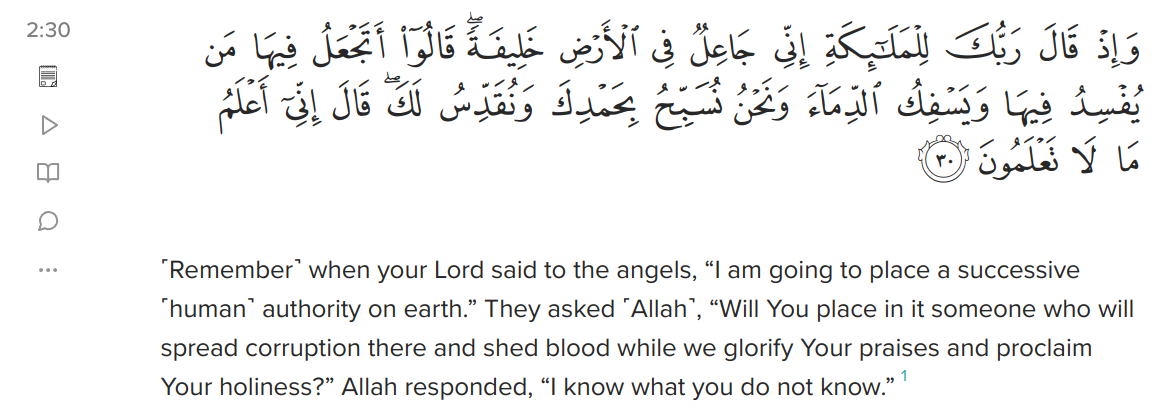 2:30
وَإِذْ قَالَ رَبُّكَ لِلْمَلَـٰٓئِكَةِ إِنِّى جَاعِلٌۭ فِى ٱلْأَرْضِ خَلِيفَةًۭ ۖ قَالُوٓا۟ أَتَجْعَلُ فِيهَا مَن
يُفْسِدُ فِيهَا وَيَسْفِكُ ٱلدِّمَآءَ وَنَحْنُ نُسَبِّحُ بِحَمْدِكَ وَنُقَدِّسُ لَكَ ۖ قَالَ إِنِّىٓ أَعْلَمُ
مَا لَا تَعْلَمُونَ ٣٠
˹Remember˺ when your Lord said to the angels, “I am going to place a successive
˹human˺ authority on earth.” They asked ˹Allah˺, “Will You place in it someone who will
spread corruption there and shed blood while we glorify Your praises and proclaim
Your holiness?” Allah responded, “I know what you do not know.” 1